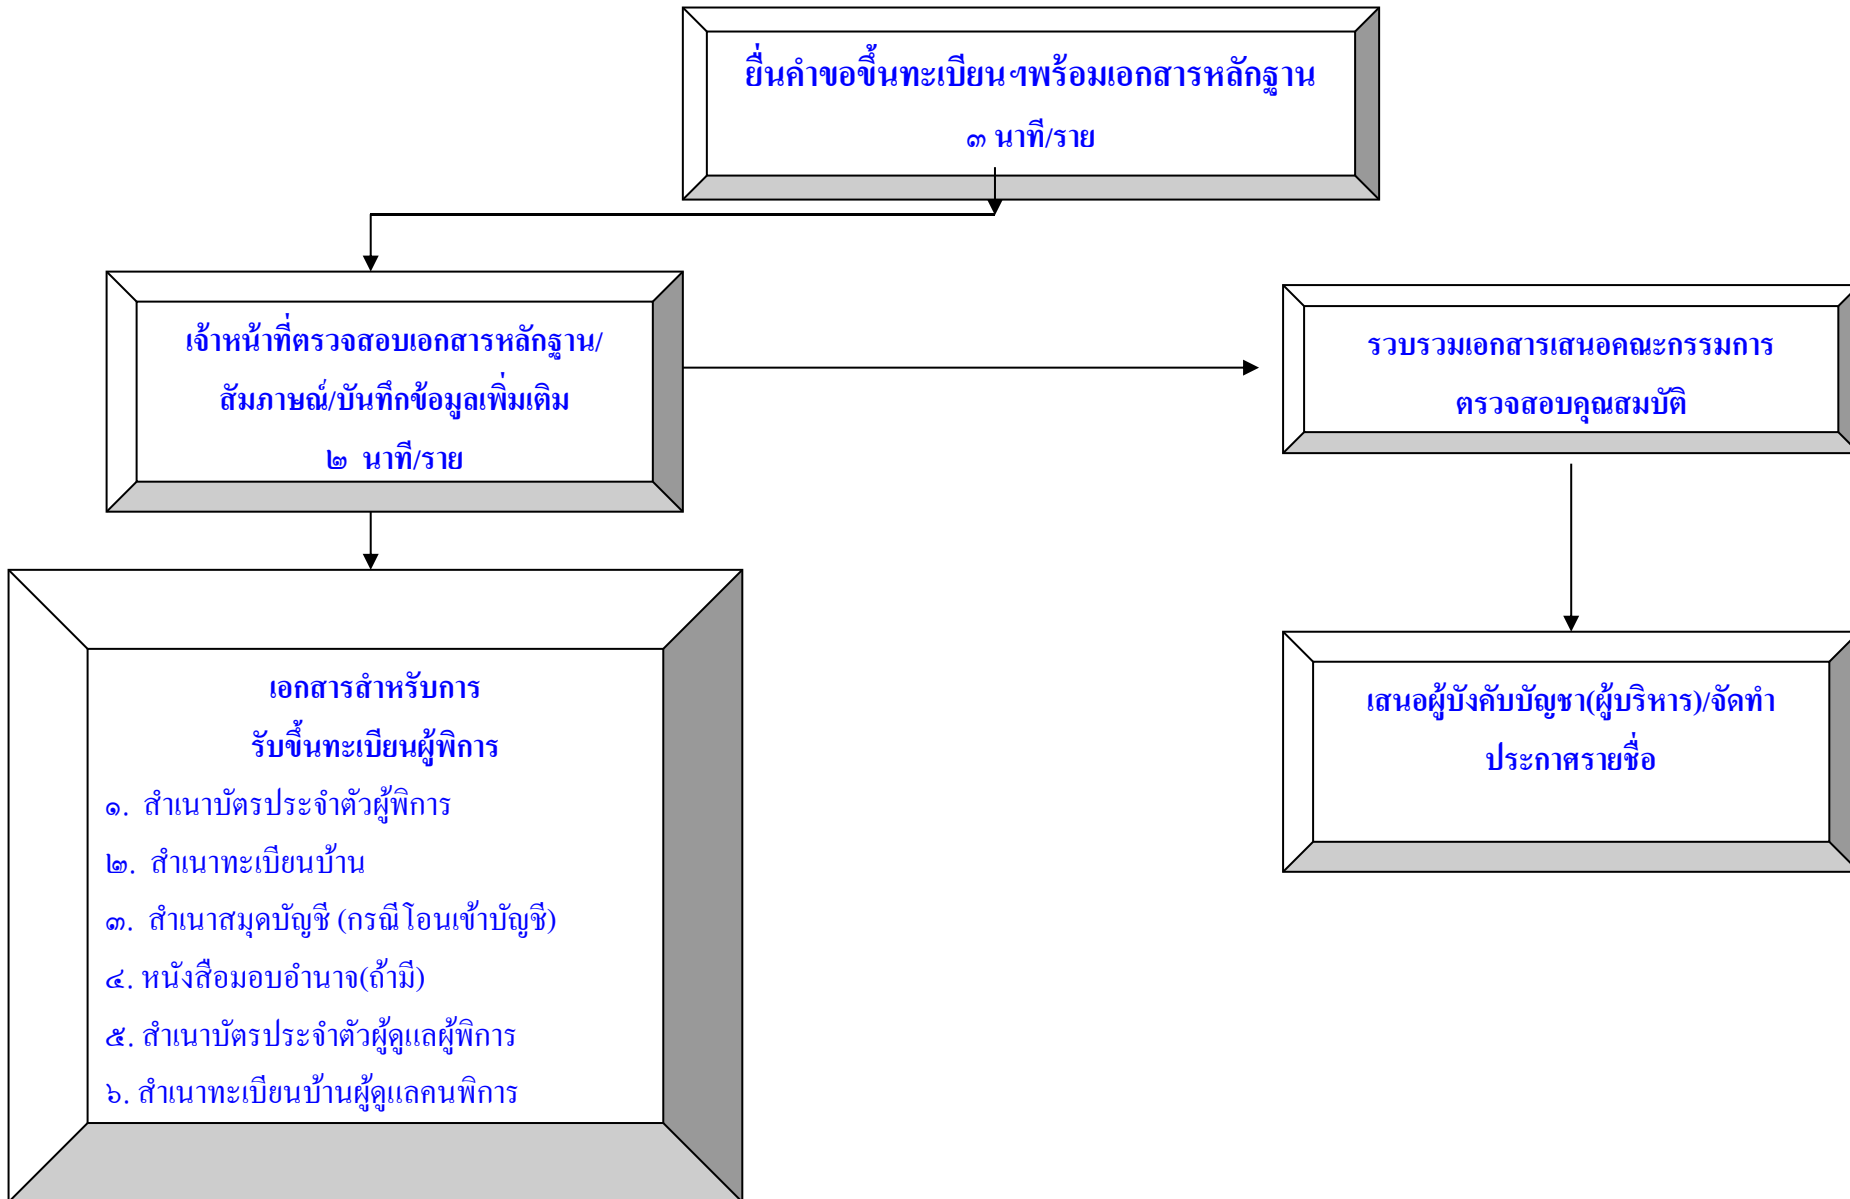 ยื่นคำขอขึ้นทะเบียนฯพร้อมเอกสารหลักฐาน
๓ นาที/ราย
เจ้าหน้าที่ตรวจสอบเอกสารหลักฐาน/
สัมภาษณ์/บันทึกข้อมูลเพิ่มเติม
๒ นาที/ราย
รวบรวมเอกสารเสนอคณะกรรมการ
ตรวจสอบคุณสมบัติ
เสนอผู้บังคับบัญชา(ผู้บริหาร)/จัดทำ
ประกาศรายชื่อ
เอกสารสำหรับการ
รับขึ้นทะเบียนผู้พิการ
๑. สำเนาบัตรประจำตัวผู้พิการ
๒. สำเนาทะเบียนบ้าน
๓. สำเนาสมุดบัญชี (กรณีโอนเข้าบัญชี)
๔. หนังสือมอบอำนาจ(ถ้ามี)
๕. สำเนาบัตรประจำตัวผู้ดูแลผู้พิการ
๖. สำเนาทะเบียนบ้านผู้ดูแลคนพิการ